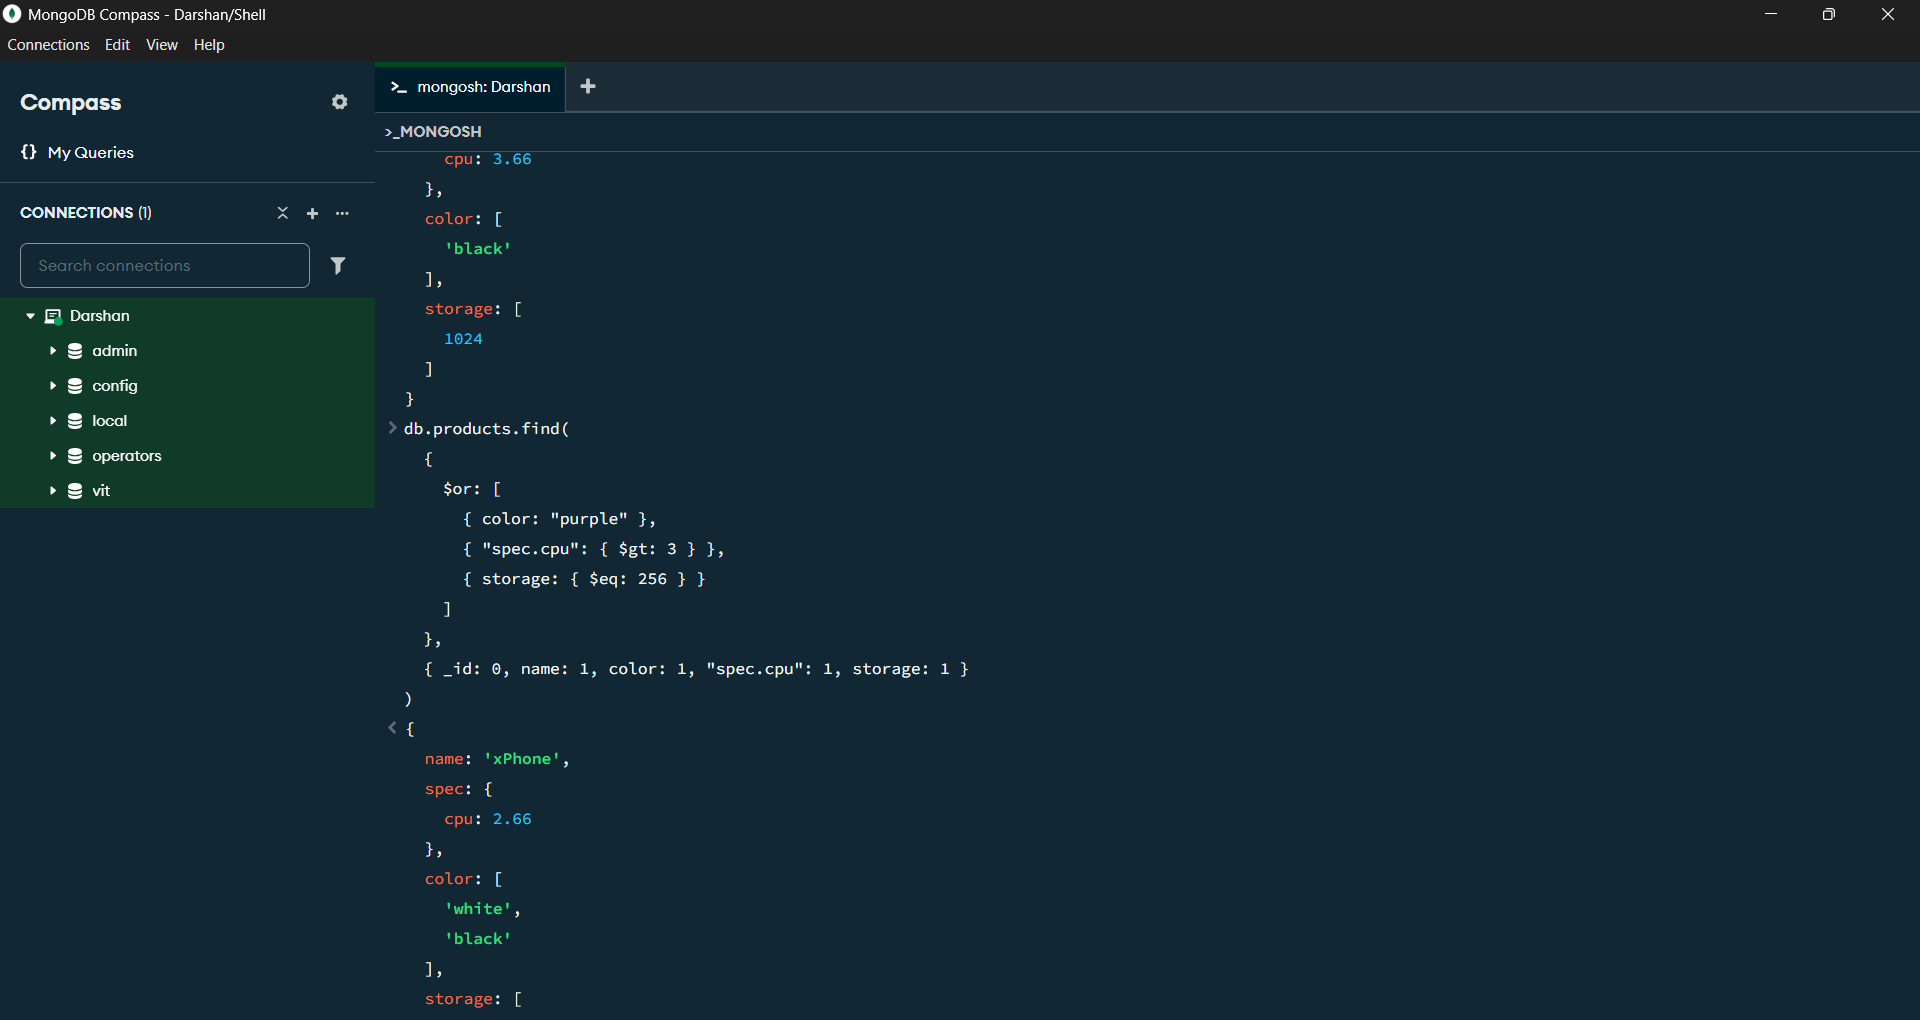 MongoDB Compass - Darshan/Shell
Connections Edit View Help
Compass
{} My Queries
CONNECTIONS (1)
Search connections
Darshan
admin
config
local
operators
vit
>_ mongosh: Darshan +
>_MONGOSH
cpu: 3.66
},
color: [
'black'
],
storage: [
1024
]
}
> db.products.find(
{
$or: [
{ color: "purple" },
{ "spec.cpu": { $gt: 3 } },
{ storage: { $eq: 256 } }
]
},
{ _id: 0, name: 1, color: 1, "spec.cpu": 1, storage: 1 }
)
< {
name: 'xPhone',
spec: {
cpu: 2.66
},
color: [
'white',
'black'
],
storage: [